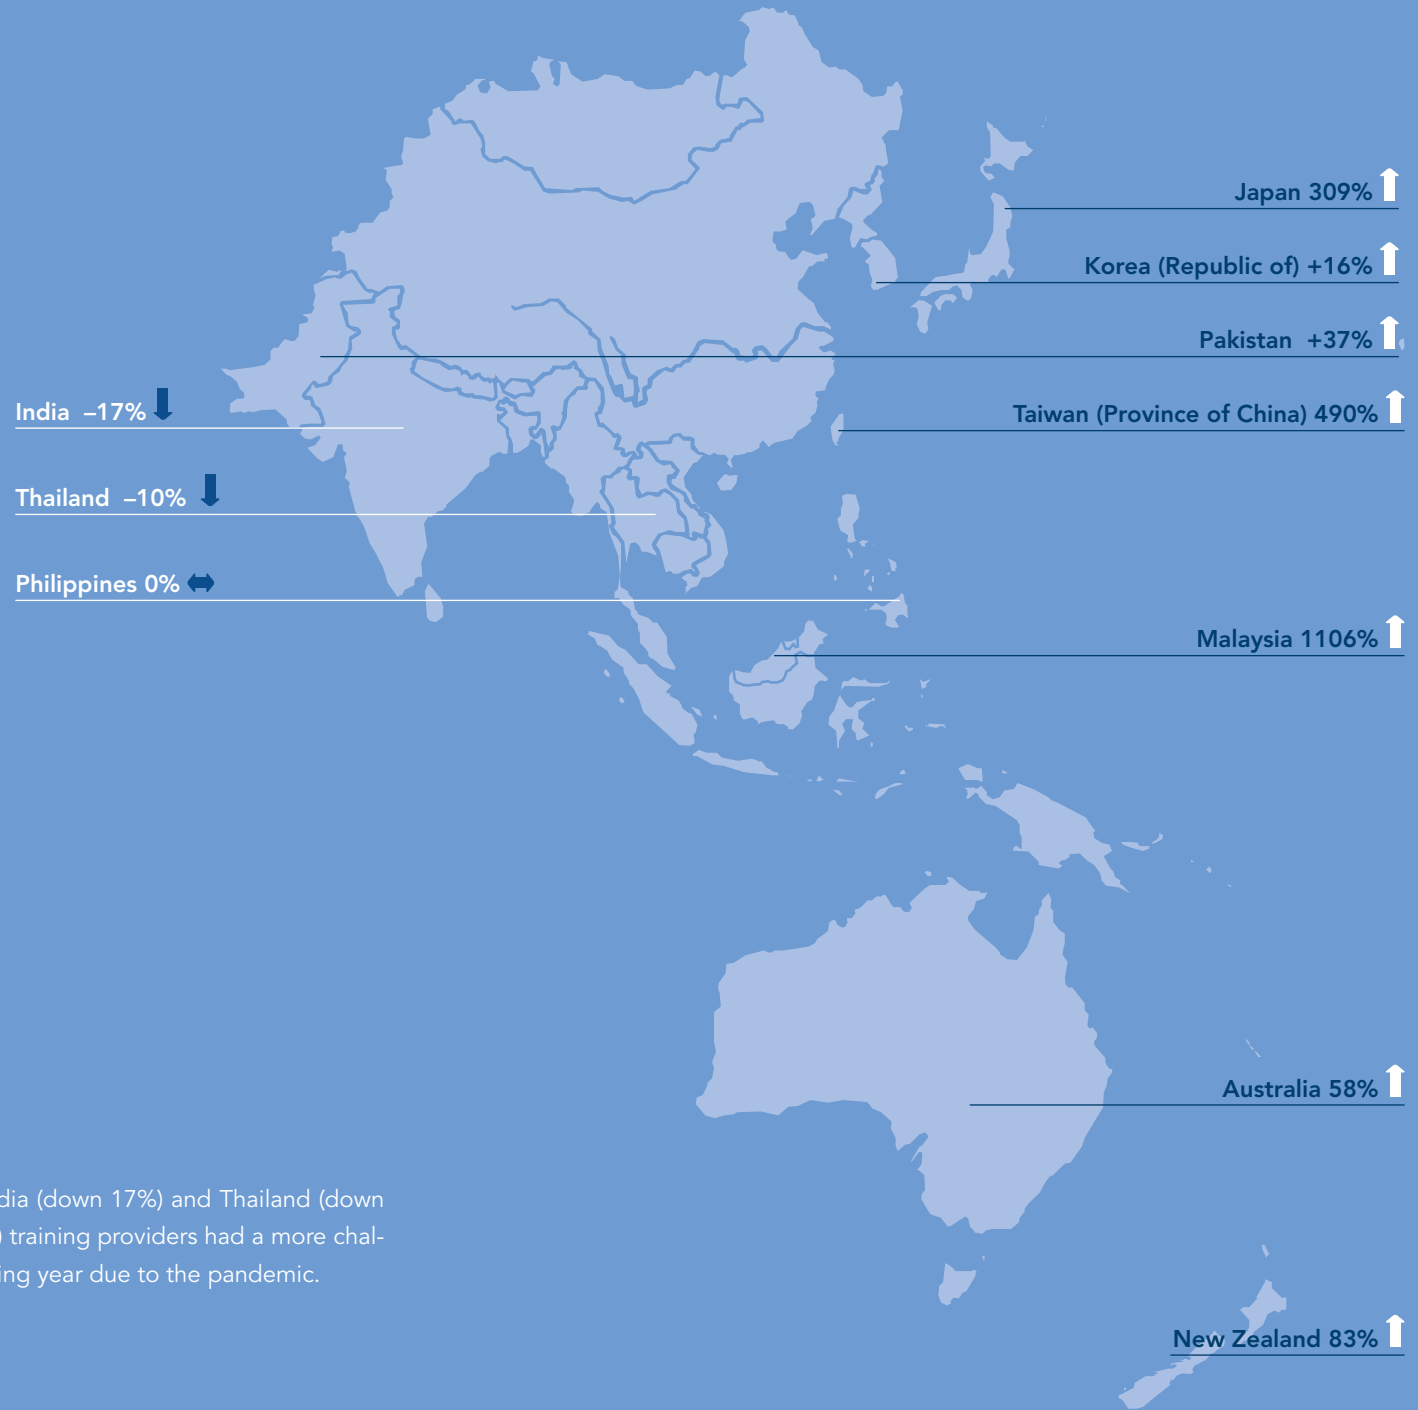 Japan 309%
Korea (Republic of) +16%
Pakistan +37%
India –17%
Taiwan (Province of China) 490%
Thailand –10%
Philippines 0%
Malaysia 1106%
Australia 58%
(down 17%) and Thailand (down
training providers had a more chal-
year due to the pandemic.
New Zealand 83%